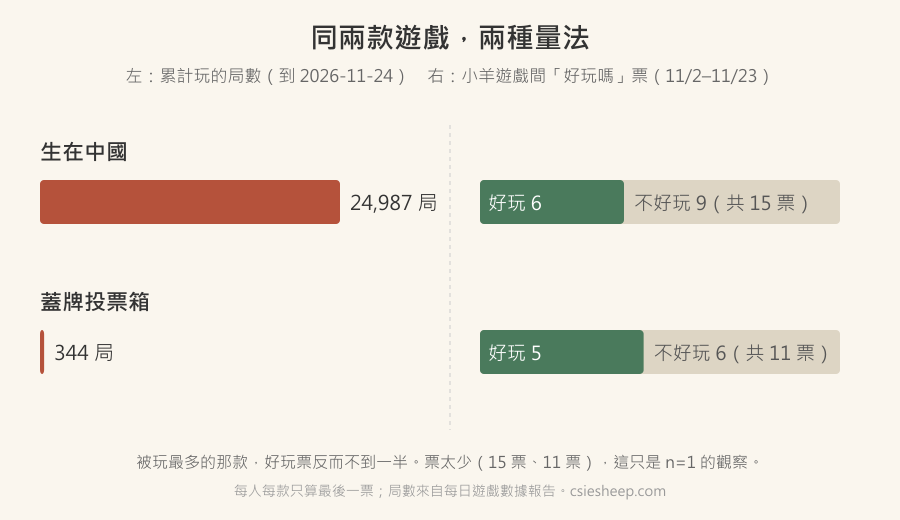 同兩款遊戲，兩種量法
左：累計玩的局數（到 2026-11-24） 右：小羊遊戲間「好玩嗎」票（11/2–11/23）
生在中國
24,987 局
好玩 6
不好玩 9（共 15 票）
蓋牌投票箱
344 局
好玩 5
不好玩 6（共 11 票）
被玩最多的那款，好玩票反而不到一半。票太少（15 票、11 票），這只是 n=1 的觀察。
每人每款只算最後一票；局數來自每日遊戲數據報告。csiesheep.com